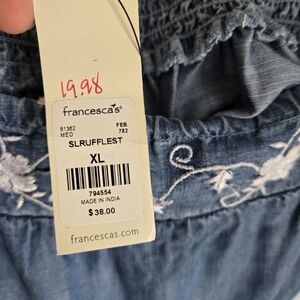 19.98
francesca's®
81362
FEB
MED
782
SLRUFFLEST
XL
794554
MADE IN INDIA
$38.00
francescas.com